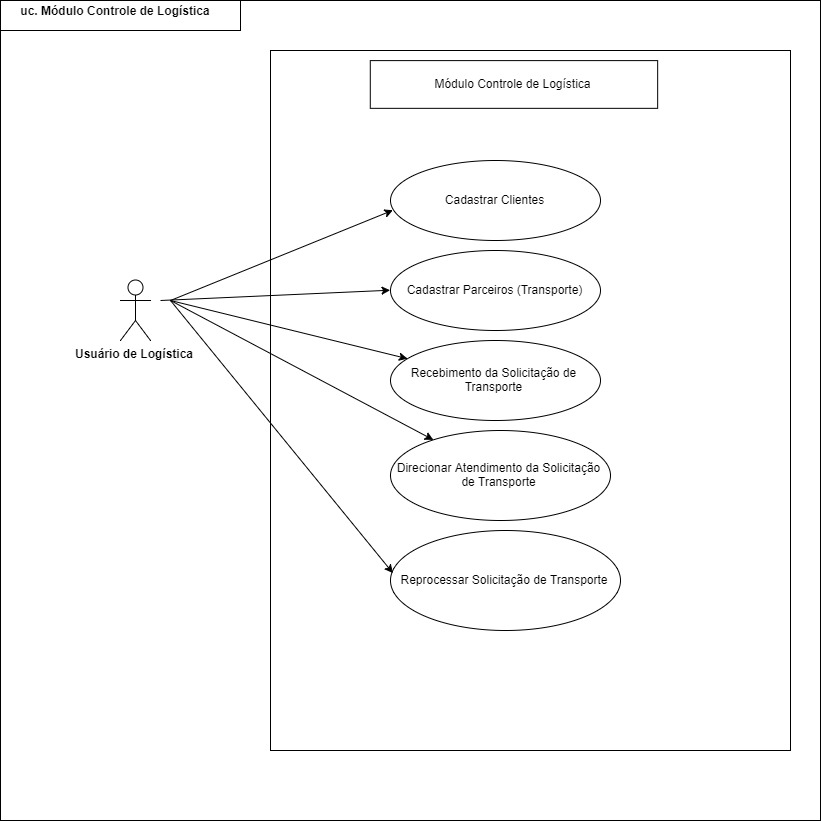 uc. Módulo Controle de Logística
Módulo Controle de Logística
Cadastrar Clientes
Cadastrar Parceiros (Transporte)
Usuário de Logística
Recebimento da Solicitação de
Transporte
Direcionar Atendimento da Solicitação
de Transporte
Reprocessar Solicitação de Transporte